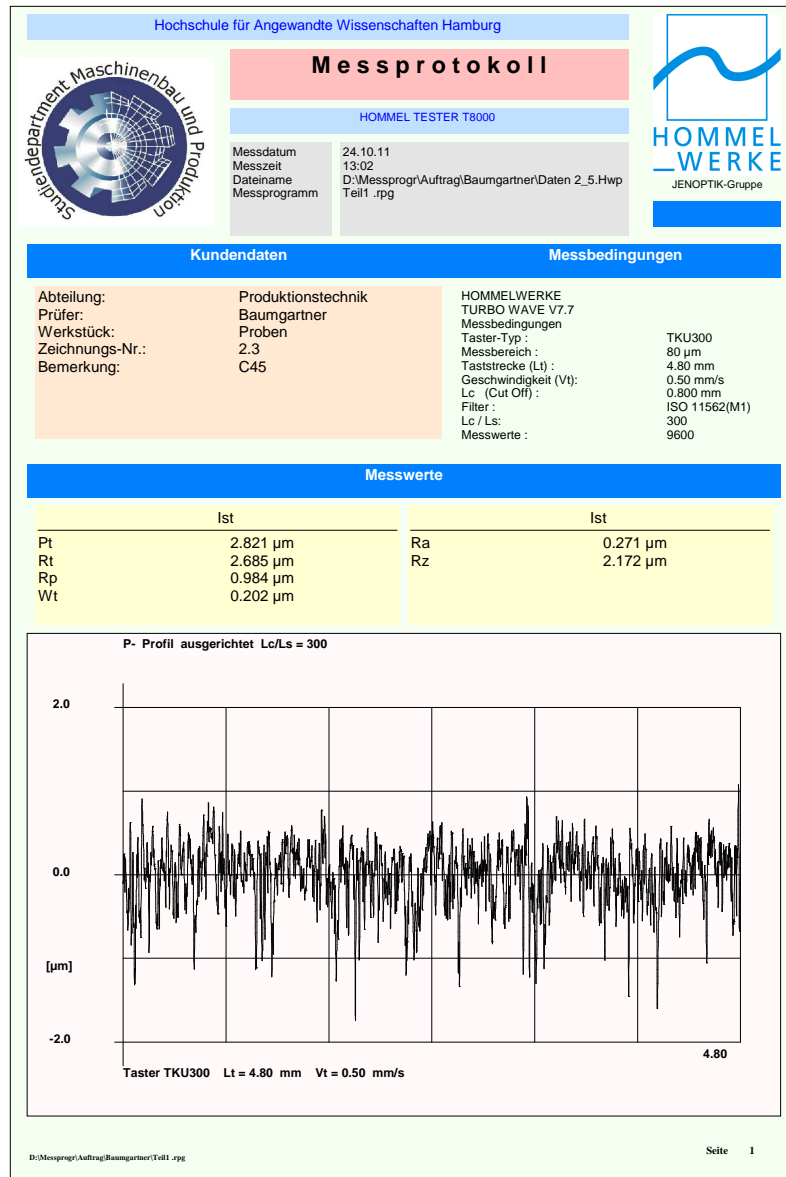 Hochschule für Angewandte Wissenschaften Hamburg
Messprotokoll
Studiendepartment Maschinenbau und Produktion
HOMMEL TESTER T8000
HOMMEL
WERKE
JENOPTIK-Gruppe
Messdatum 24.10.11
Messzeit 13:02
Dateiname D:\Messprogr\Auftrag\Baumgartner\Daten 2_5.Hwp
Messprogramm Teil1 .rpg
Kundendaten
Abteilung: Produktionstechnik
Prüfer: Baumgartner
Werkstück: Proben
Zeichnungs-Nr.: 2.3
Bemerkung: C45
Messbedingungen
HOMMELWERKE
TURBO WAVE V7.7
Messbedingungen
Taster-Typ : TKU300
Messbereich : 80 µm
Taststrecke (Lt) : 4.80 mm
Geschwindigkeit (Vt): 0.50 mm/s
Lc (Cut Off) : 0.800 mm
Filter : ISO 11562(M1)
Lc / Ls: 300
Messwerte : 9600
Messwerte
Ist
Pt 2.821 µm
Rt 2.685 µm
Rp 0.984 µm
Wt 0.202 µm
Ist
Ra 0.271 µm
Rz 2.172 µm
P- Profil ausgerichtet Lc/Ls = 300
2.0
0.0
[µm]
-2.0
4.80
Taster TKU300 Lt = 4.80 mm Vt = 0.50 mm/s
D:\Messprogr\Auftrag\Baumgartner\Teil1 .rpg
Seite 1